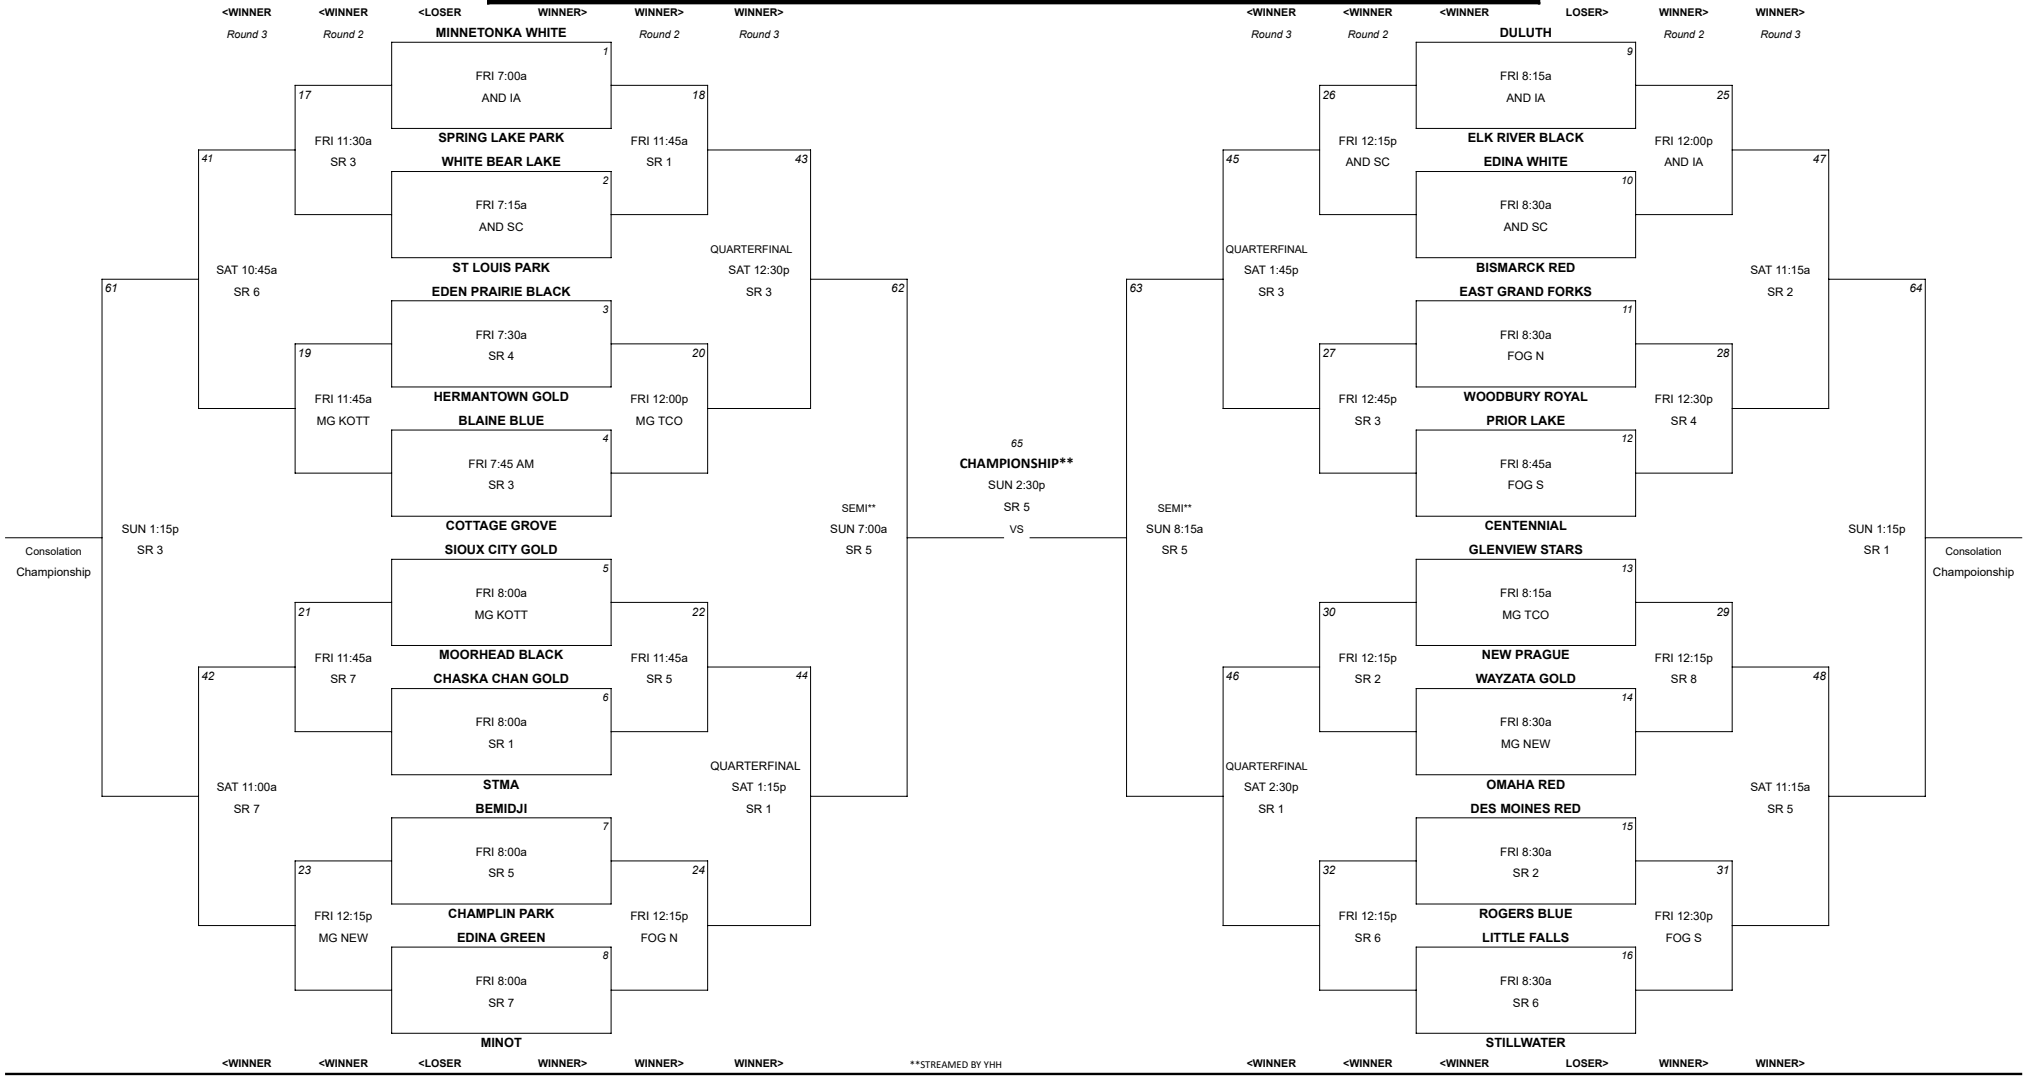 <WINNER <WINNER <LOSER WINNER> WINNER> WINNER> <WINNER <WINNER <WINNER LOSER> WINNER> WINNER>
Round 3 Round 2 MINNETONKA WHITE Round 2 Round 3 Round 3 Round 2 DULUTH Round 2 Round 3
1 9
FRI 7:00a FRI 8:15a
17 AND IA 18 26 AND IA 25
FRI 11:30a SPRING LAKE PARK FRI 11:45a FRI 12:15p ELK RIVER BLACK FRI 12:00p
41 SR 3 WHITE BEAR LAKE SR 1 43 45 AND SC EDINA WHITE AND IA 47
2 10
FRI 7:15a FRI 8:30a
AND SC AND SC
QUARTERFINAL QUARTERFINAL
SAT 10:45a ST LOUIS PARK SAT 12:30p SAT 1:45p BISMARCK RED SAT 11:15a
61 SR 6 EDEN PRAIRIE BLACK SR 3 62 63 SR 3 EAST GRAND FORKS SR 2 64
3 11
FRI 7:30a FRI 8:30a
19 SR 4 20 27 FOG N 28
FRI 11:45a HERMANTOWN GOLD FRI 12:00p FRI 12:45p WOODBURY ROYAL FRI 12:30p
MG KOTT BLAINE BLUE MG TCO SR 3 PRIOR LAKE SR 4
4 65 12
FRI 7:45 AM CHAMPIONSHIP** FRI 8:45a
SR 3 SUN 2:30p FOG S
SEMI** SR 5 SEMI**
SUN 1:15p COTTAGE GROVE SUN 7:00a VS SUN 8:15a CENTENNIAL SUN 1:15p
Consolation SR 3 SIOUX CITY GOLD SR 5 SR 5 GLENVIEW STARS SR 1 Consolation
Championship 5 13 Champoionship
FRI 8:00a FRI 8:15a
21 MG KOTT 22 30 MG TCO 29
FRI 11:45a MOORHEAD BLACK FRI 11:45a FRI 12:15p NEW PRAGUE FRI 12:15p
42 SR 7 CHASKA CHAN GOLD SR 5 44 46 SR 2 WAYZATA GOLD SR 8 48
6 14
FRI 8:00a FRI 8:30a
SR 1 MG NEW
QUARTERFINAL QUARTERFINAL
SAT 11:00a STMA SAT 1:15p SAT 2:30p OMAHA RED SAT 11:15a
SR 7 BEMIDJI SR 1 SR 1 DES MOINES RED SR 5
7 15
FRI 8:00a FRI 8:30a
23 SR 5 24 32 SR 2 31
FRI 12:15p CHAMPLIN PARK FRI 12:15p FRI 12:15p ROGERS BLUE FRI 12:30p
MG NEW EDINA GREEN FOG N SR 6 LITTLE FALLS FOG S
8 16
FRI 8:00a FRI 8:30a
SR 7 SR 6
MINOT STILLWATER
<WINNER <WINNER <LOSER WINNER> WINNER> WINNER> **STREAMED BY YHH <WINNER <WINNER <WINNER LOSER> WINNER> WINNER>